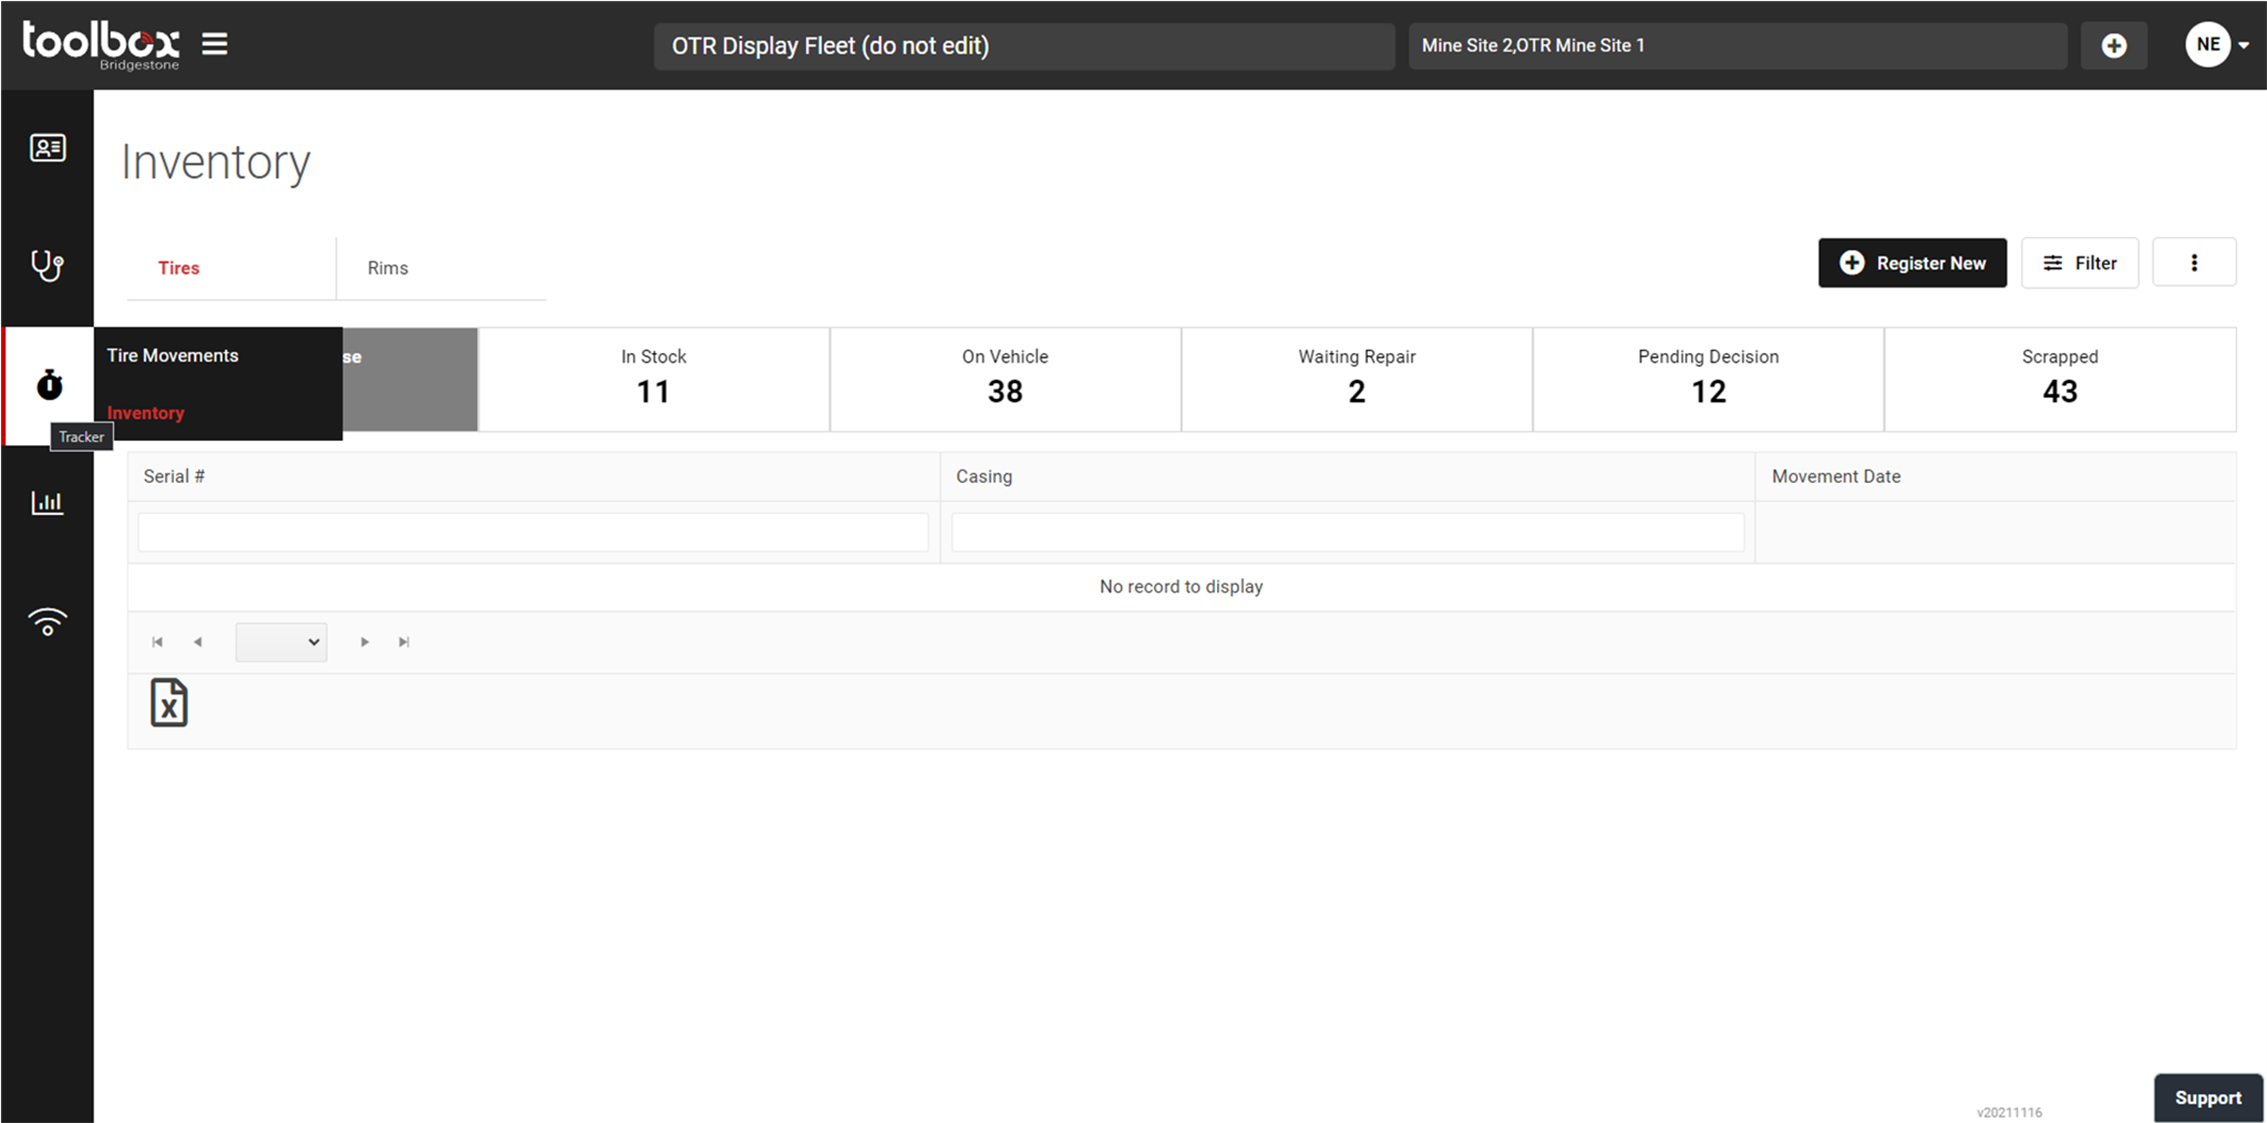 toolbox
Bridgestone
OTR Display Fleet (do not edit)
Mine Site 2,OTR Mine Site 1
NE
Inventory
Tires
Rims
Register New
Filter
Tire Movements
Inventory
Tracker
se
In Stock
11
On Vehicle
38
Waiting Repair
2
Pending Decision
12
Scrapped
43
Serial #
Casing
Movement Date
No record to display
Support
v20211116